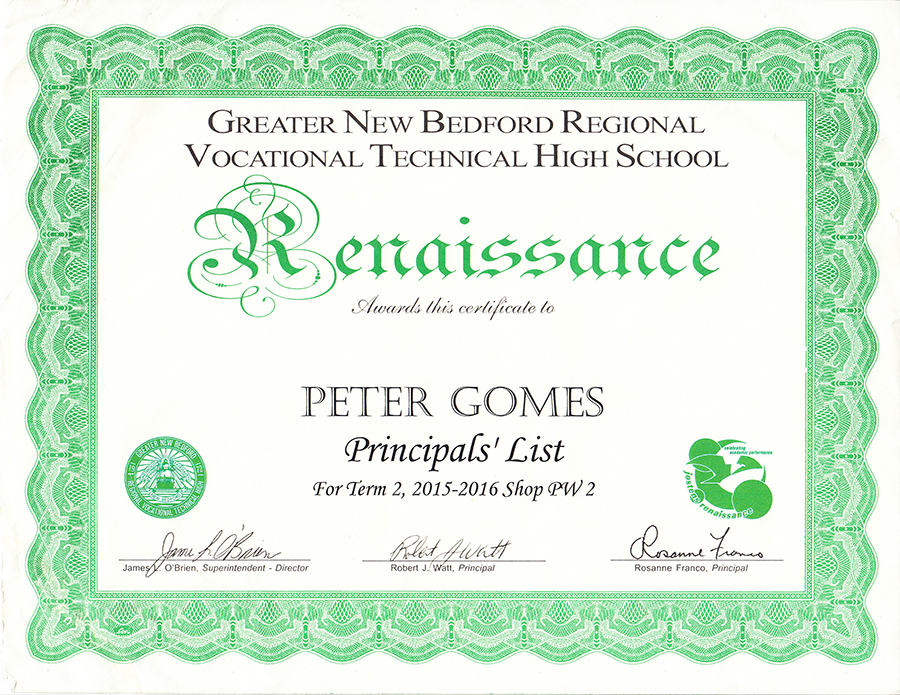 GREATER NEW BEDFORD REGIONAL
VOCATIONAL TECHNICAL HIGH SCHOOL
Renaissance
Awards this certificate to
PETER GOMES
Principals' List
For Term 2, 2015-2016 Shop PW 2
GREATER NEW BEDFORD
REGIONAL VOCATIONAL TECHNICAL HIGH
celebrating
academic performance
jostens renaissance
James L. O'Brien
Robert J. Watt
Rosanne Franco
James L. O'Brien, Superintendent - Director
Robert J. Watt, Principal
Rosanne Franco, Principal